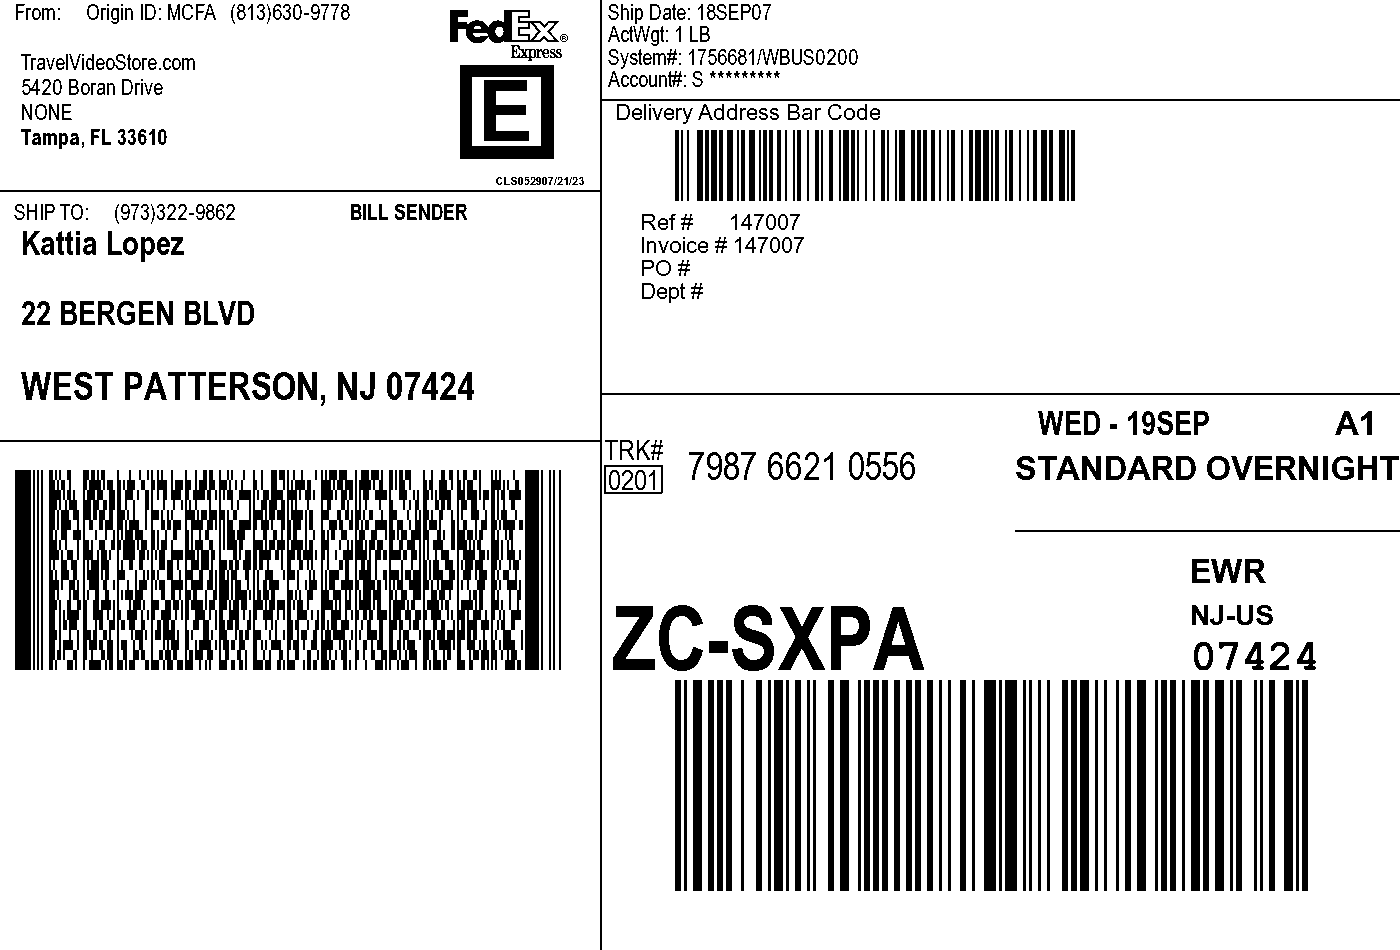 From: Origin ID: MCFA (813)630-9778
TravelVideoStore.com
5420 Boran Drive
NONE
Tampa, FL 33610
FedEx®
Express
E
CLS052907/21/23
Ship Date: 18SEP07
ActWgt: 1 LB
System#: 1756681/WBUS0200
Account#: S *********
Delivery Address Bar Code
Ref # 147007
Invoice # 147007
PO #
Dept #
SHIP TO: (973)322-9862 BILL SENDER
Kattia Lopez
22 BERGEN BLVD
WEST PATTERSON, NJ 07424
WED - 19SEP A1
STANDARD OVERNIGHT
TRK#
0201
7987 6621 0556
EWR
NJ-US
07424
ZC-SXPA